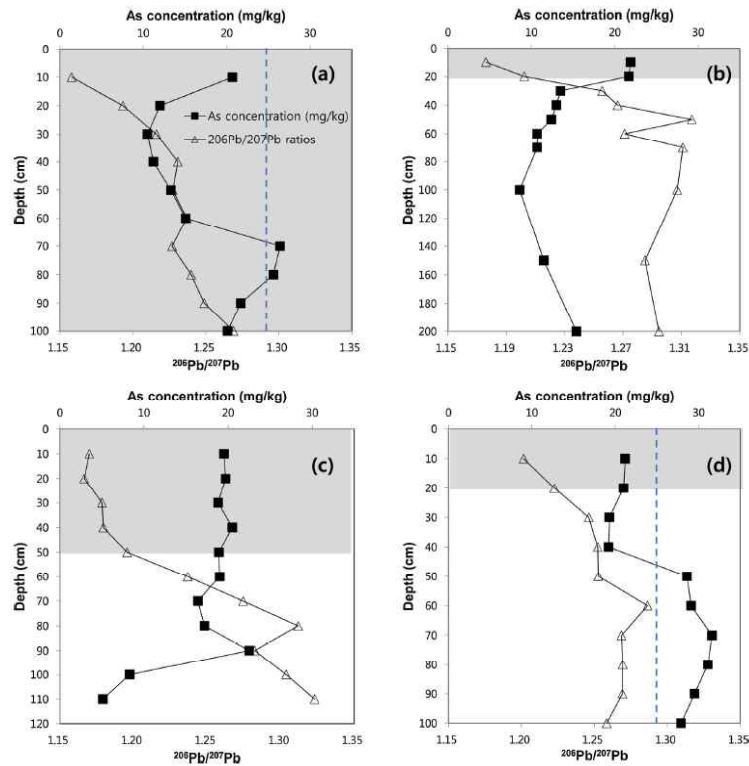 As concentration (mg/kg)
0 10 20 30
0
10
20
30
40
50
60
70
80
90
100
Depth (cm)
(a)
As concentration (mg/kg)
206Pb/207Pb ratios
1.15 1.20 1.25 1.30 1.35
²⁰⁶Pb/²⁰⁷Pb
As concentration (mg/kg)
0 10 20 30
0
20
40
60
80
100
120
140
160
180
200
Depth (cm)
(b)
1.15 1.19 1.23 1.27 1.31 1.35
²⁰⁶Pb/²⁰⁷Pb
As concentration (mg/kg)
0 10 20 30
0
10
20
30
40
50
60
70
80
90
100
110
120
Depth (cm)
(c)
1.15 1.20 1.25 1.30 1.35
²⁰⁶Pb/²⁰⁷Pb
As concentration (mg/kg)
0 10 20 30
0
10
20
30
40
50
60
70
80
90
100
Depth (cm)
(d)
1.15 1.20 1.25 1.30 1.35
²⁰⁶Pb/²⁰⁷Pb